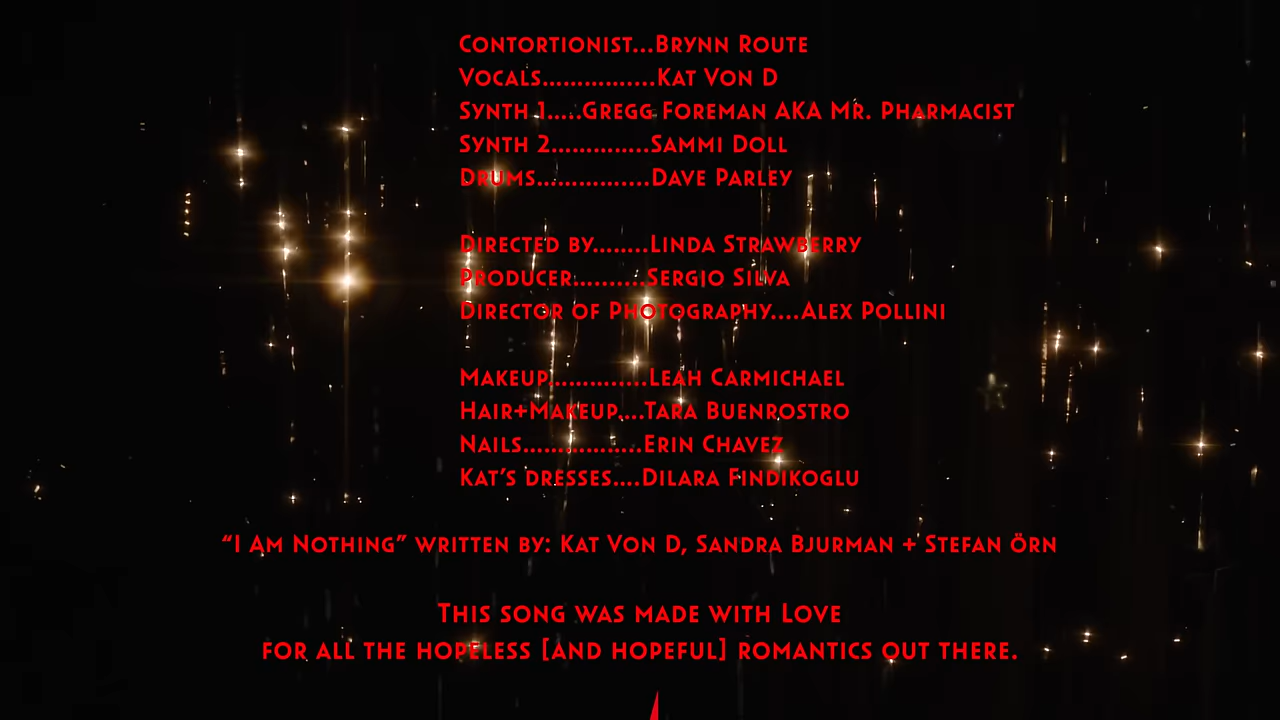 Contortionist...Brynn Route
Vocals................Kat Von D
Synth 1.....Gregg Foreman AKA Mr. Pharmacist
Synth 2..............Sammi Doll
Drums................Dave Parley
Directed by........Linda Strawberry
Producer..........Sergio Silva
Director of Photography....Alex Pollini
Makeup..............Leah Carmichael
Hair+Makeup....Tara Buenrostro
Nails.................Erin Chavez
Kat’s dresses....Dilara Findikoglu
“I Am Nothing” written by: Kat Von D, Sandra Bjurman + Stefan Örn
This song was made with Love
for all the hopeless [and hopeful] romantics out there.